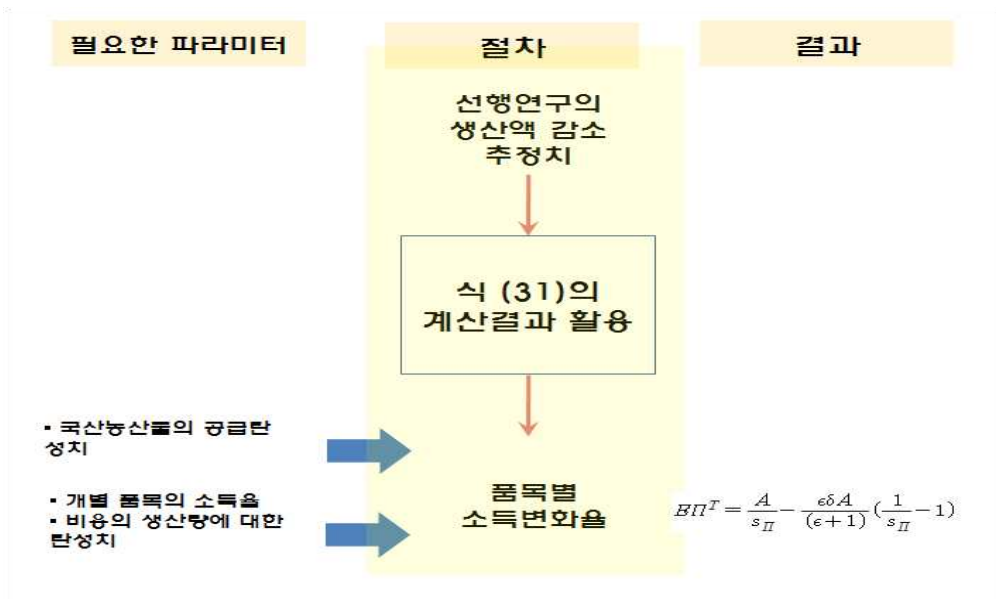 필요한 파라미터
절차
결과
선행연구의
생산액 감소
추정치
식 (31)의
계산결과 활용
▪ 국산농산물의 공급탄
성치
▪ 개별 품목의 소득율
▪ 비용의 생산량에 대한
탄성치
품목별
소득변화율
EΠ^T = A/s_Π − εδA/(ε+1) (1/s_Π − 1)